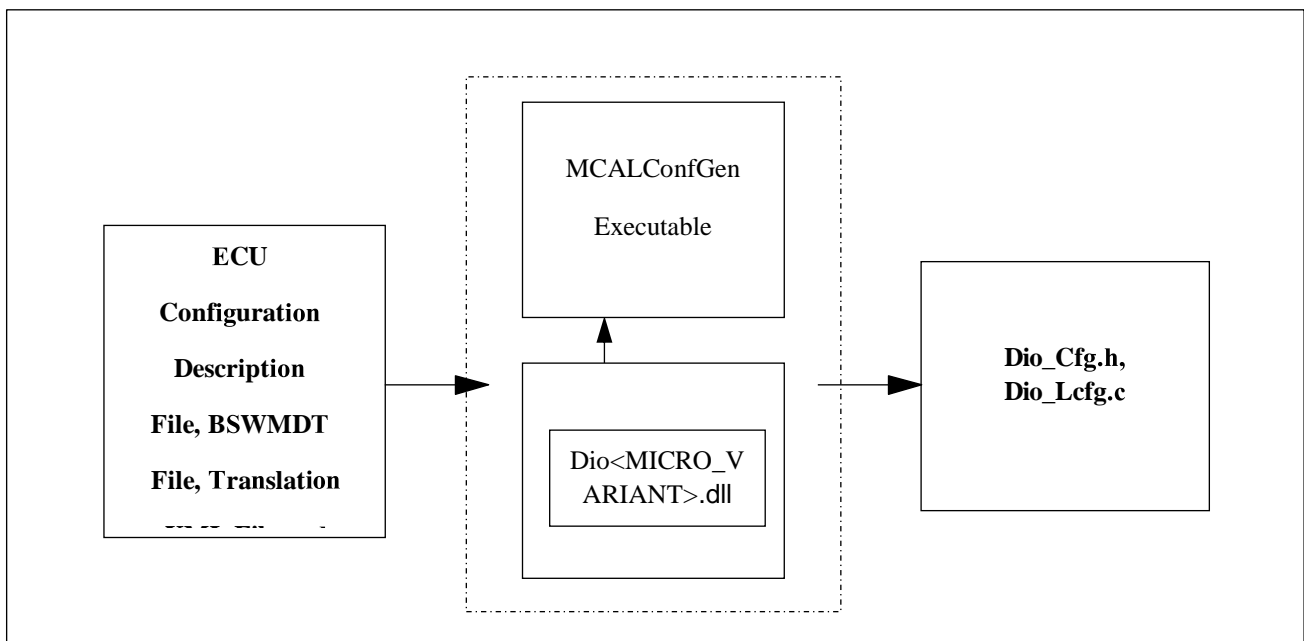 ECU
Configuration
Description
File, BSWMDT
File, Translation
MCALConfGen
Executable
Dio<MICRO_V
ARIANT>.dll
Dio_Cfg.h,
Dio_Lcfg.c